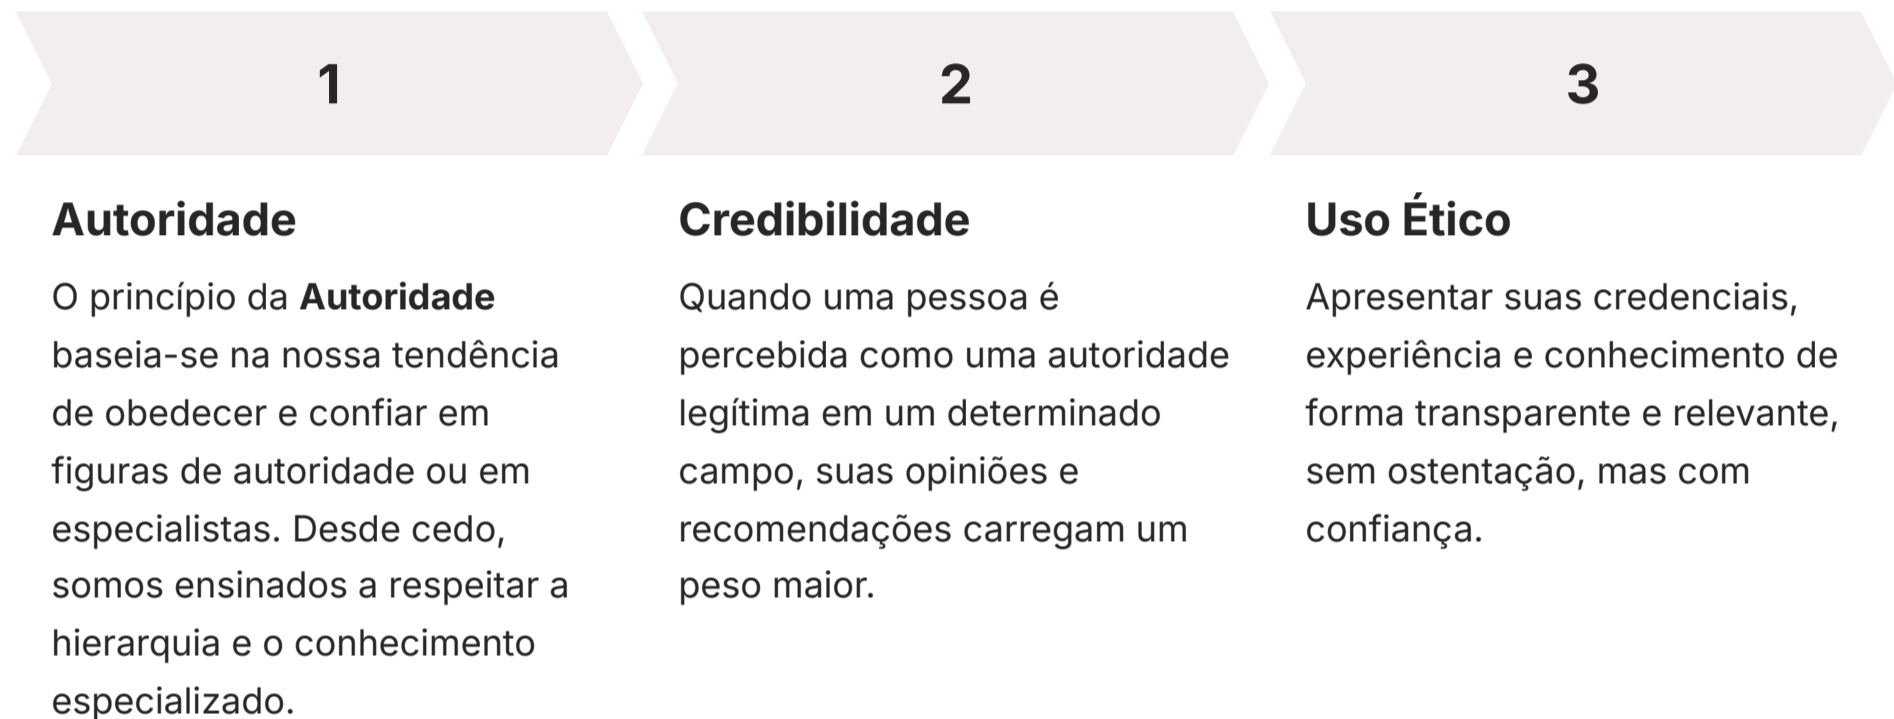 1
2
3
Autoridade
O princípio da Autoridade
baseia-se na nossa tendência
de obedecer e confiar em
figuras de autoridade ou em
especialistas. Desde cedo,
somos ensinados a respeitar a
hierarquia e o conhecimento
especializado.
Credibilidade
Quando uma pessoa é
percebida como uma autoridade
legítima em um determinado
campo, suas opiniões e
recomendações carregam um
peso maior.
Uso Ético
Apresentar suas credenciais,
experiência e conhecimento de
forma transparente e relevante,
sem ostentação, mas com
confiança.